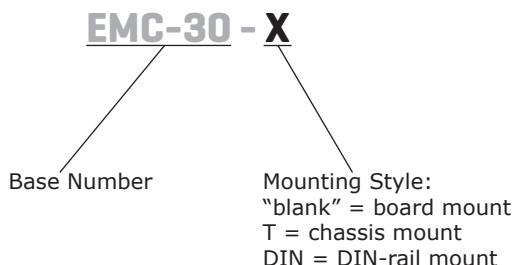 EMC-30 - X
Base Number
Mounting Style:
“blank” = board mount
T = chassis mount
DIN = DIN-rail mount